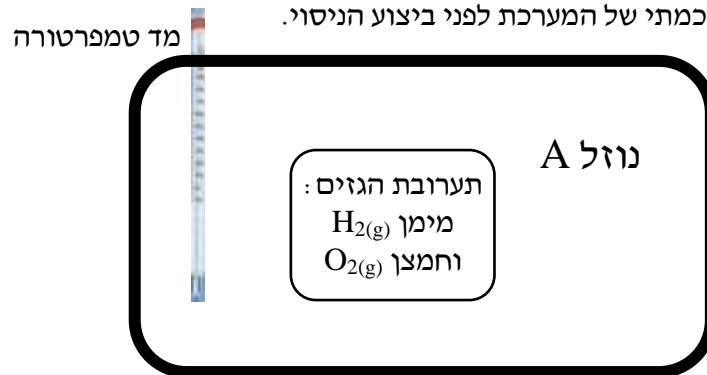 כמתי של המערכת לפני ביצוע הניסוי.
מד טמפרטורה
נוזל A
תערובת הגזים:
מימן H2(g)
וחמצן O2(g)